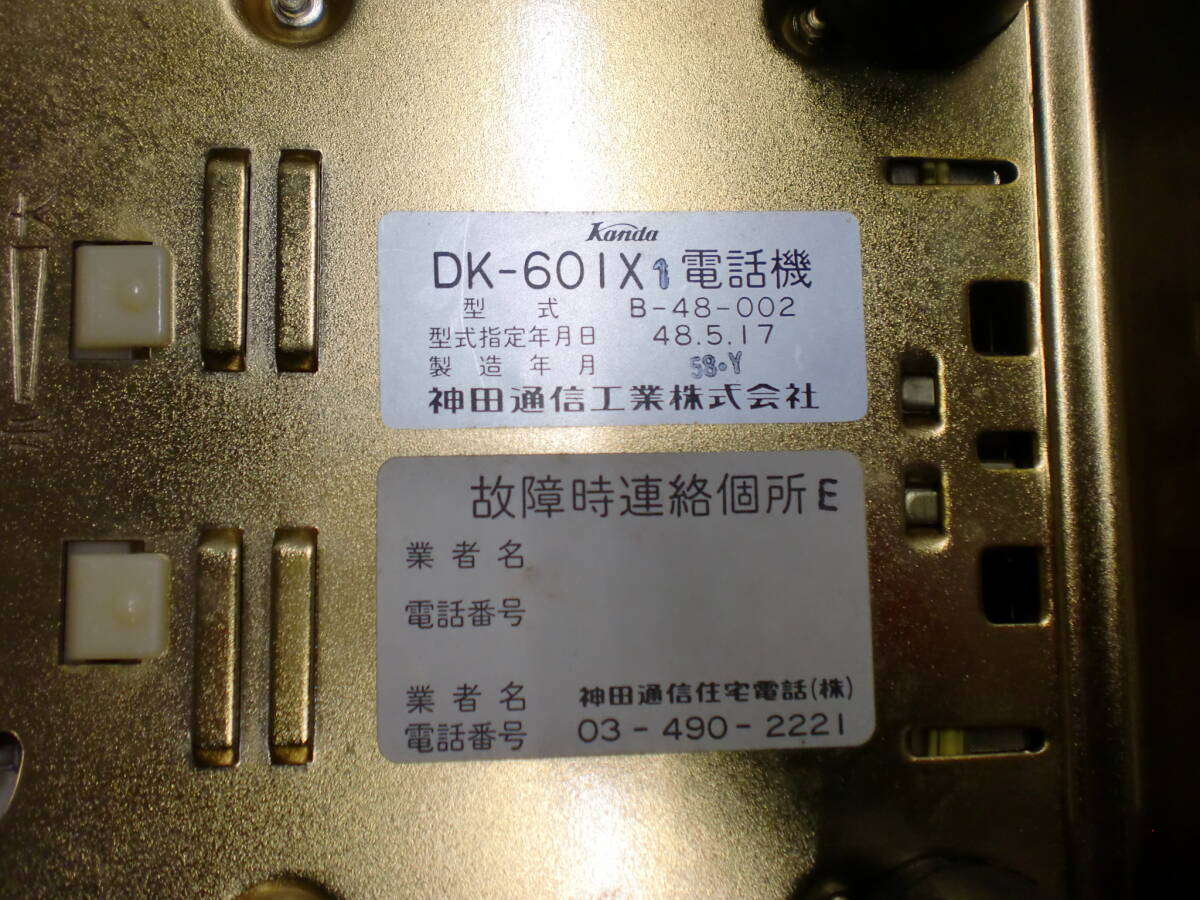 Kanda
DK-601X1電話機
型式 B-48-002
型式指定年月日 48.5.17
製造年月 58.Y
神田通信工業株式会社
故障時連絡個所E
業者名
電話番号
業者名 神田通信住宅電話(株)
電話番号 03-490-2221